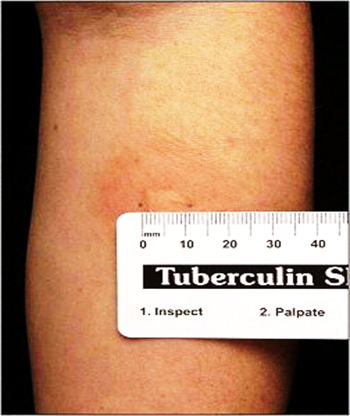 mm
0 10 20 30 40
Tuberculin S
1. Inspect 2. Palpate